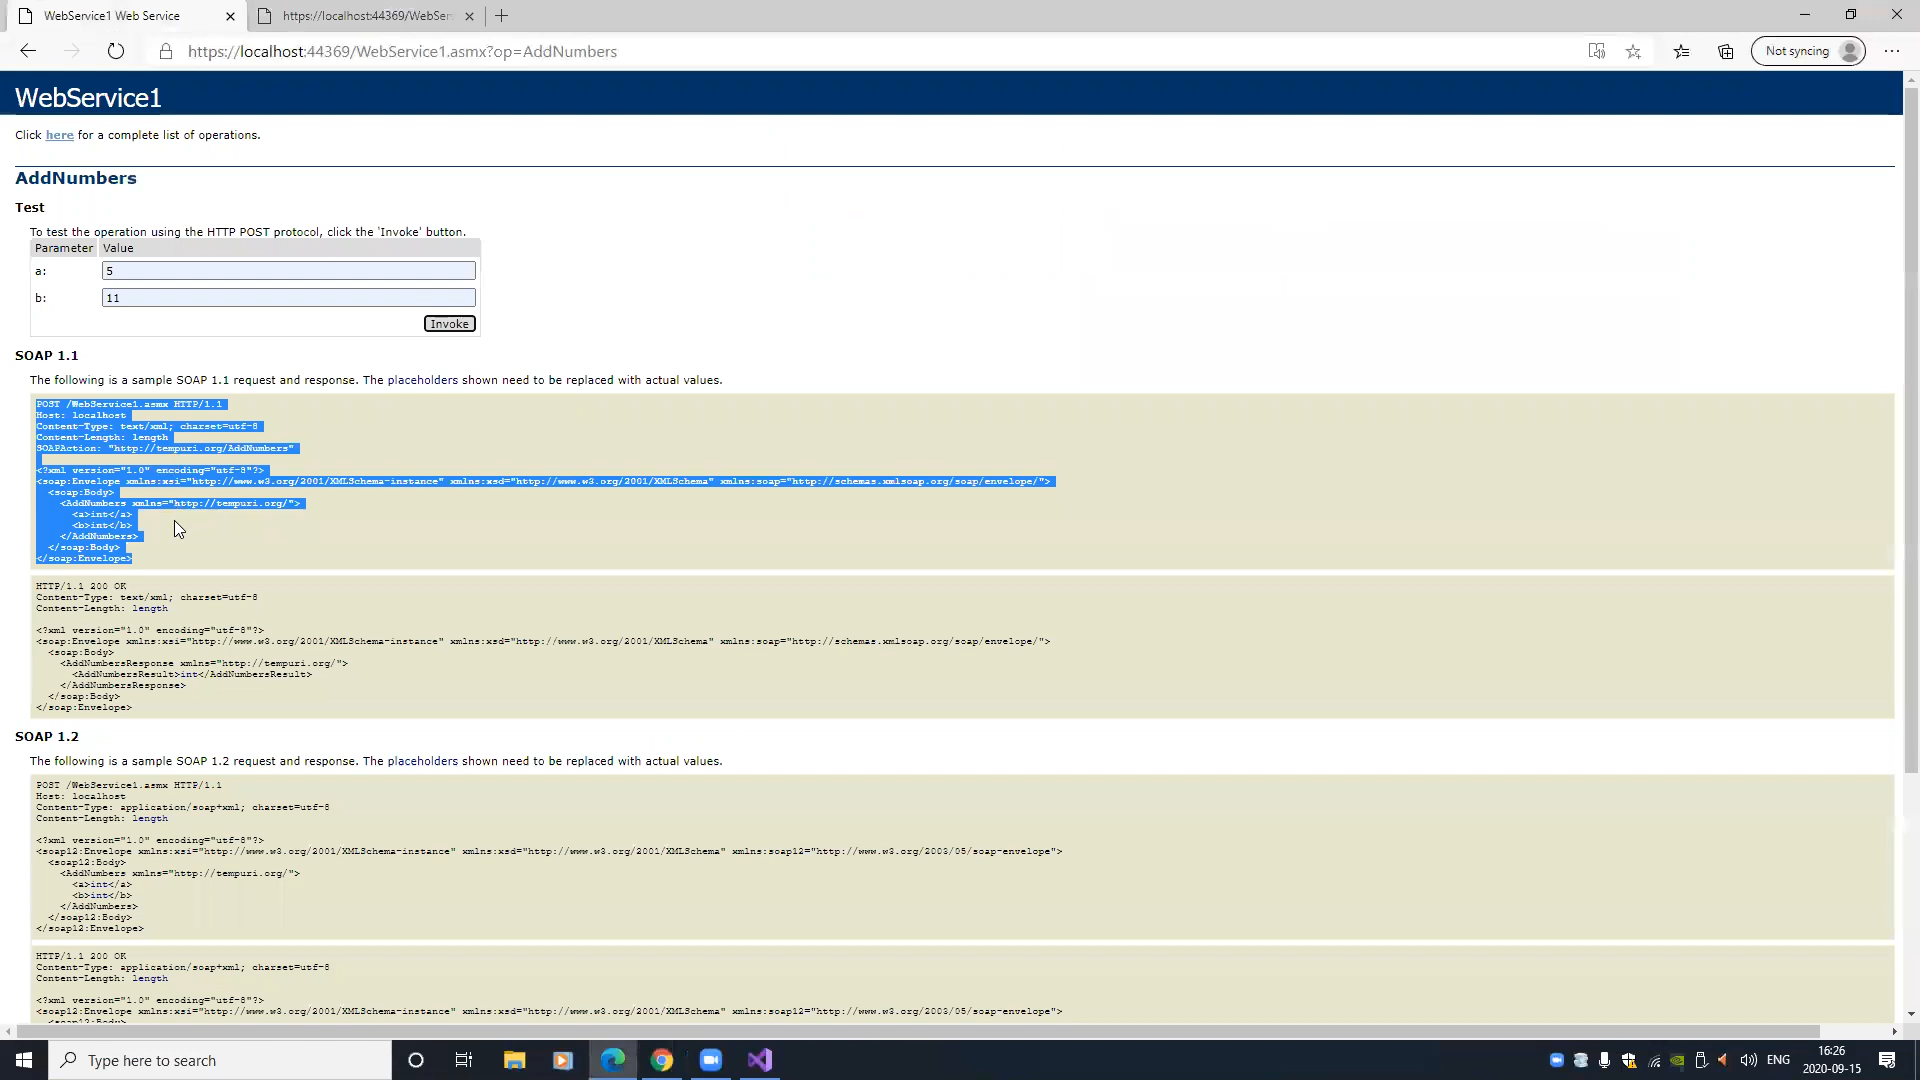 WebService1 Web Service
https://localhost:44369/WebServ
https://localhost:44369/WebService1.asmx?op=AddNumbers
Not syncing
WebService1
Click here for a complete list of operations.
AddNumbers
Test
To test the operation using the HTTP POST protocol, click the 'Invoke' button.
Parameter Value
a: 5
b: 11
Invoke
SOAP 1.1
The following is a sample SOAP 1.1 request and response. The placeholders shown need to be replaced with actual values.
POST /WebService1.asmx HTTP/1.1
Host: localhost
Content-Type: text/xml; charset=utf-8
Content-Length: length
SOAPAction: "http://tempuri.org/AddNumbers"
<?xml version="1.0" encoding="utf-8"?>
<soap:Envelope xmlns:xsi="http://www.w3.org/2001/XMLSchema-instance" xmlns:xsd="http://www.w3.org/2001/XMLSchema" xmlns:soap="http://schemas.xmlsoap.org/soap/envelope/">
<soap:Body>
<AddNumbers xmlns="http://tempuri.org/">
<a>int</a>
<b>int</b>
</AddNumbers>
</soap:Body>
</soap:Envelope>
HTTP/1.1 200 OK
Content-Type: text/xml; charset=utf-8
Content-Length: length
<?xml version="1.0" encoding="utf-8"?>
<soap:Envelope xmlns:xsi="http://www.w3.org/2001/XMLSchema-instance" xmlns:xsd="http://www.w3.org/2001/XMLSchema" xmlns:soap="http://schemas.xmlsoap.org/soap/envelope/">
<soap:Body>
<AddNumbersResponse xmlns="http://tempuri.org/">
<AddNumbersResult>int</AddNumbersResult>
</AddNumbersResponse>
</soap:Body>
</soap:Envelope>
SOAP 1.2
The following is a sample SOAP 1.2 request and response. The placeholders shown need to be replaced with actual values.
POST /WebService1.asmx HTTP/1.1
Host: localhost
Content-Type: application/soap+xml; charset=utf-8
Content-Length: length
<?xml version="1.0" encoding="utf-8"?>
<soap12:Envelope xmlns:xsi="http://www.w3.org/2001/XMLSchema-instance" xmlns:xsd="http://www.w3.org/2001/XMLSchema" xmlns:soap12="http://www.w3.org/2003/05/soap-envelope">
<soap12:Body>
<AddNumbers xmlns="http://tempuri.org/">
<a>int</a>
<b>int</b>
</AddNumbers>
</soap12:Body>
</soap12:Envelope>
HTTP/1.1 200 OK
Content-Type: application/soap+xml; charset=utf-8
Content-Length: length
<?xml version="1.0" encoding="utf-8"?>
<soap12:Envelope xmlns:xsi="http://www.w3.org/2001/XMLSchema-instance" xmlns:xsd="http://www.w3.org/2001/XMLSchema" xmlns:soap12="http://www.w3.org/2003/05/soap-envelope">
<soap12:Body>
Type here to search
ENG
16:26
2020-09-15